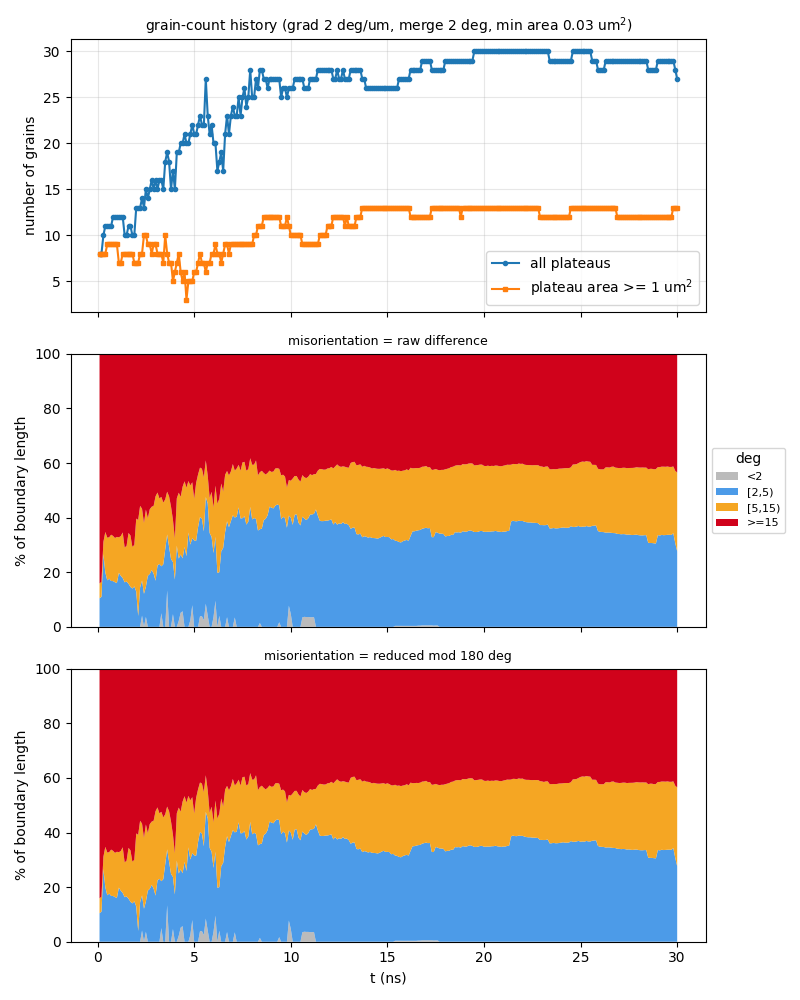 grain-count history (grad 2 deg/um, merge 2 deg, min area 0.03 um²)
number of grains
30
25
20
15
10
5
all plateaus
plateau area >= 1 um²
misorientation = raw difference
% of boundary length
100
80
60
40
20
0
deg
<2
[2,5)
[5,15)
>=15
misorientation = reduced mod 180 deg
% of boundary length
100
80
60
40
20
0
0 5 10 15 20 25 30
t (ns)